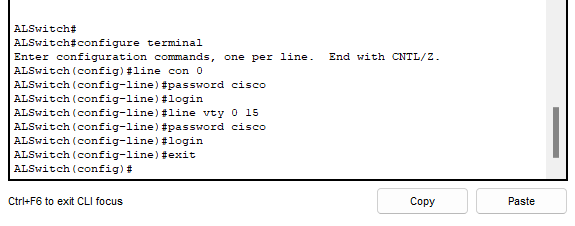 ALSwitch#
ALSwitch#configure terminal
Enter configuration commands, one per line.  End with CNTL/Z.
ALSwitch(config)#line con 0
ALSwitch(config-line)#password cisco
ALSwitch(config-line)#login
ALSwitch(config-line)#line vty 0 15
ALSwitch(config-line)#password cisco
ALSwitch(config-line)#login
ALSwitch(config-line)#exit
ALSwitch(config)#
Ctrl+F6 to exit CLI focus
Copy
Paste